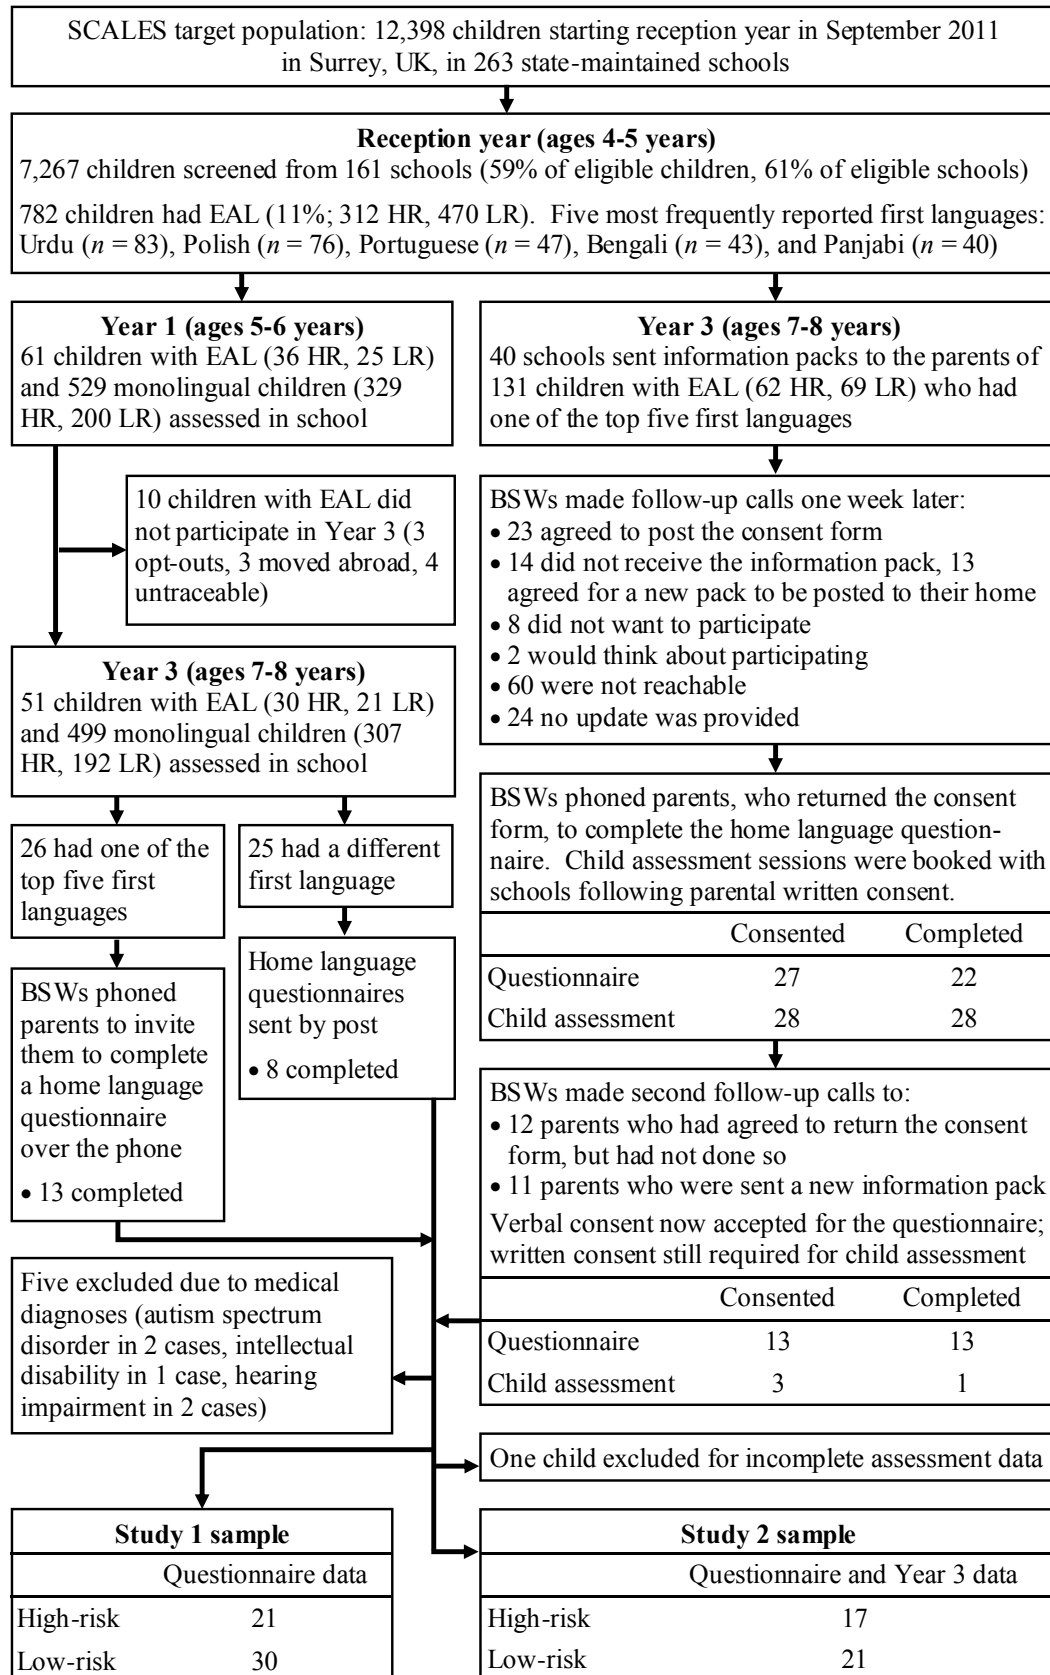 SCALES target population: 12,398 children starting reception year in September 2011
in Surrey, UK, in 263 state-maintained schools
Reception year (ages 4-5 years)
7,267 children screened from 161 schools (59% of eligible children, 61% of eligible schools)
782 children had EAL (11%; 312 HR, 470 LR). Five most frequently reported first languages:
Urdu (n = 83), Polish (n = 76), Portuguese (n = 47), Bengali (n = 43), and Panjabi (n = 40)
Year 1 (ages 5-6 years)
61 children with EAL (36 HR, 25 LR)
and 529 monolingual children (329
HR, 200 LR) assessed in school
10 children with EAL did
not participate in Year 3 (3
opt-outs, 3 moved abroad, 4
untraceable)
Year 3 (ages 7-8 years)
51 children with EAL (30 HR, 21 LR)
and 499 monolingual children (307
HR, 192 LR) assessed in school
26 had one of the
top five first
languages
25 had a different
first language
BSWs phoned
parents to invite
them to complete
a home language
questionnaire
over the phone
• 13 completed
Home language
questionnaires
sent by post
• 8 completed
Year 3 (ages 7-8 years)
40 schools sent information packs to the parents of
131 children with EAL (62 HR, 69 LR) who had
one of the top five first languages
BSWs made follow-up calls one week later:
• 23 agreed to post the consent form
• 14 did not receive the information pack, 13
agreed for a new pack to be posted to their home
• 8 did not want to participate
• 2 would think about participating
• 60 were not reachable
• 24 no update was provided
BSWs phoned parents, who returned the consent
form, to complete the home language question-
naire. Child assessment sessions were booked with
schools following parental written consent.
Consented Completed
Questionnaire 27 22
Child assessment 28 28
BSWs made second follow-up calls to:
• 12 parents who had agreed to return the consent
form, but had not done so
• 11 parents who were sent a new information pack
Verbal consent now accepted for the questionnaire;
written consent still required for child assessment
Consented Completed
Questionnaire 13 13
Child assessment 3 1
Five excluded due to medical
diagnoses (autism spectrum
disorder in 2 cases, intellectual
disability in 1 case, hearing
impairment in 2 cases)
One child excluded for incomplete assessment data
Study 1 sample
Questionnaire data
High-risk 21
Low-risk 30
Study 2 sample
Questionnaire and Year 3 data
High-risk 17
Low-risk 21